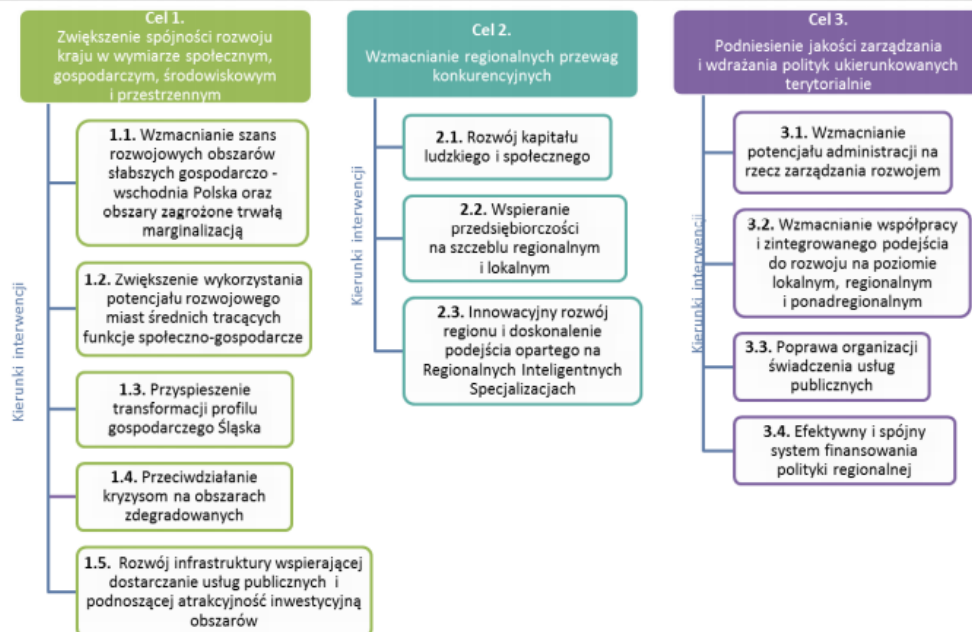 Cel 1.
Zwiększenie spójności rozwoju
kraju w wymiarze społecznym,
gospodarczym, środowiskowym
i przestrzennym
Kierunki interwencji
1.1. Wzmacnianie szans
rozwojowych obszarów
słabszych gospodarczo -
wschodnia Polska oraz
obszary zagrożone trwałą
marginalizacją
1.2. Zwiększenie wykorzystania
potencjału rozwojowego
miast średnich tracących
funkcje społeczno-gospodarcze
1.3. Przyspieszenie
transformacji profilu
gospodarczego Śląska
1.4. Przeciwdziałanie
kryzysom na obszarach
zdegradowanych
1.5. Rozwój infrastruktury wspierającej
dostarczanie usług publicznych i
podnoszącej atrakcyjność inwestycyjną
obszarów
Cel 2.
Wzmacnianie regionalnych przewag
konkurencyjnych
Kierunki interwencji
2.1. Rozwój kapitału
ludzkiego i społecznego
2.2. Wspieranie
przedsiębiorczości
na szczeblu regionalnym
i lokalnym
2.3. Innowacyjny rozwój
regionu i doskonalenie
podejścia opartego na
Regionalnych Inteligentnych
Specjalizacjach
Cel 3.
Podniesienie jakości zarządzania
i wdrażania polityk ukierunkowanych
terytorialnie
Kierunki interwencji
3.1. Wzmacnianie
potencjału administracji na
rzecz zarządzania rozwojem
3.2. Wzmacnianie współpracy
i zintegrowanego podejścia
do rozwoju na poziomie
lokalnym, regionalnym
i ponadregionalnym
3.3. Poprawa organizacji
świadczenia usług
publicznych
3.4. Efektywny i spójny
system finansowania
polityki regionalnej